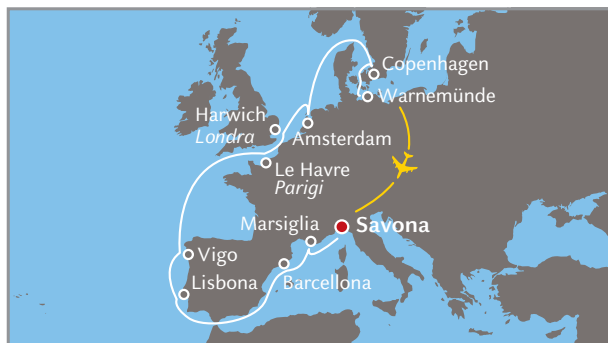 Copenhagen
Warnemünde
Harwich
Londra
Amsterdam
Le Havre
Parigi
Marsiglia
Savona
Vigo
Lisbona
Barcellona